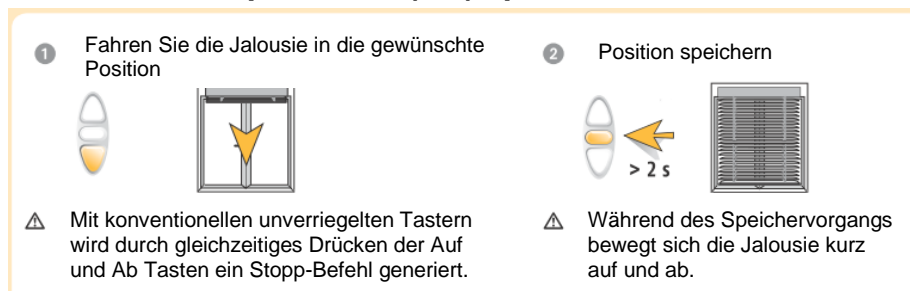 1 Fahren Sie die Jalousie in die gewünschte
Position
2 Position speichern
> 2 s
Mit konventionellen unverriegelten Tastern
wird durch gleichzeitiges Drücken der Auf
und Ab Tasten ein Stopp-Befehl generiert.
Während des Speichervorgangs
bewegt sich die Jalousie kurz
auf und ab.